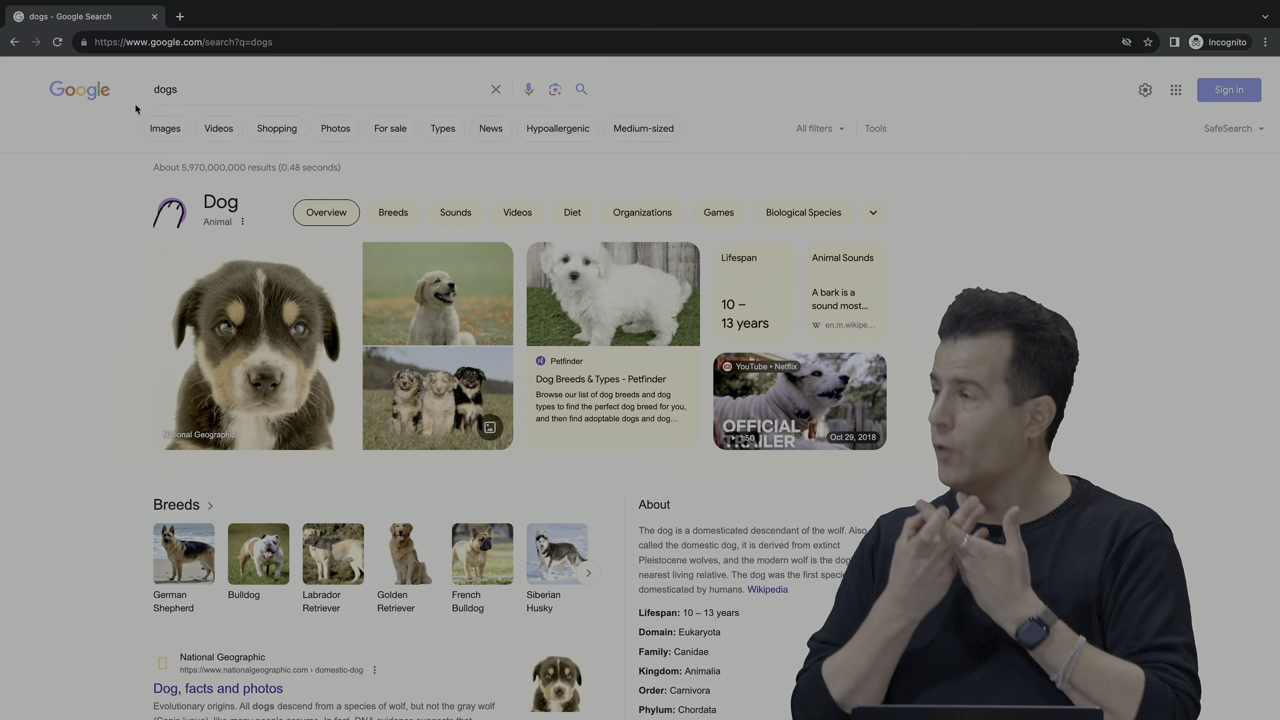 dogs - Google Search
https://www.google.com/search?q=dogs
Incognito
Google
dogs
Sign in
Images
Videos
Shopping
Photos
For sale
Types
News
Hypoallergenic
Medium-sized
All filters
Tools
SafeSearch
About 5,970,000,000 results (0.48 seconds)
Dog
Animal
Overview
Breeds
Sounds
Videos
Diet
Organizations
Games
Biological Species
National Geographic
Petfinder
Dog Breeds & Types - Petfinder
Browse our list of dog breeds and dog
types to find the perfect dog breed for you,
and then find adoptable dogs and dog...
Lifespan
10 –
13 years
Animal Sounds
A bark is a
sound most...
W en.m.wikipe...
YouTube • Netflix
OFFICIAL
TRAILER
1:50
Oct 29, 2018
Breeds
German
Shepherd
Bulldog
Labrador
Retriever
Golden
Retriever
French
Bulldog
Siberian
Husky
National Geographic
https://www.nationalgeographic.com › domestic-dog
Dog, facts and photos
Evolutionary origins. All dogs descend from a species of wolf, but not the gray wolf
About
The dog is a domesticated descendant of the wolf. Also
called the domestic dog, it is derived from extinct
Pleistocene wolves, and the modern wolf is the dog
nearest living relative. The dog was the first
domesticated by humans. Wikipedia
Lifespan: 10 – 13 years
Domain: Eukaryota
Family: Canidae
Kingdom: Animalia
Order: Carnivora
Phylum: Chordata